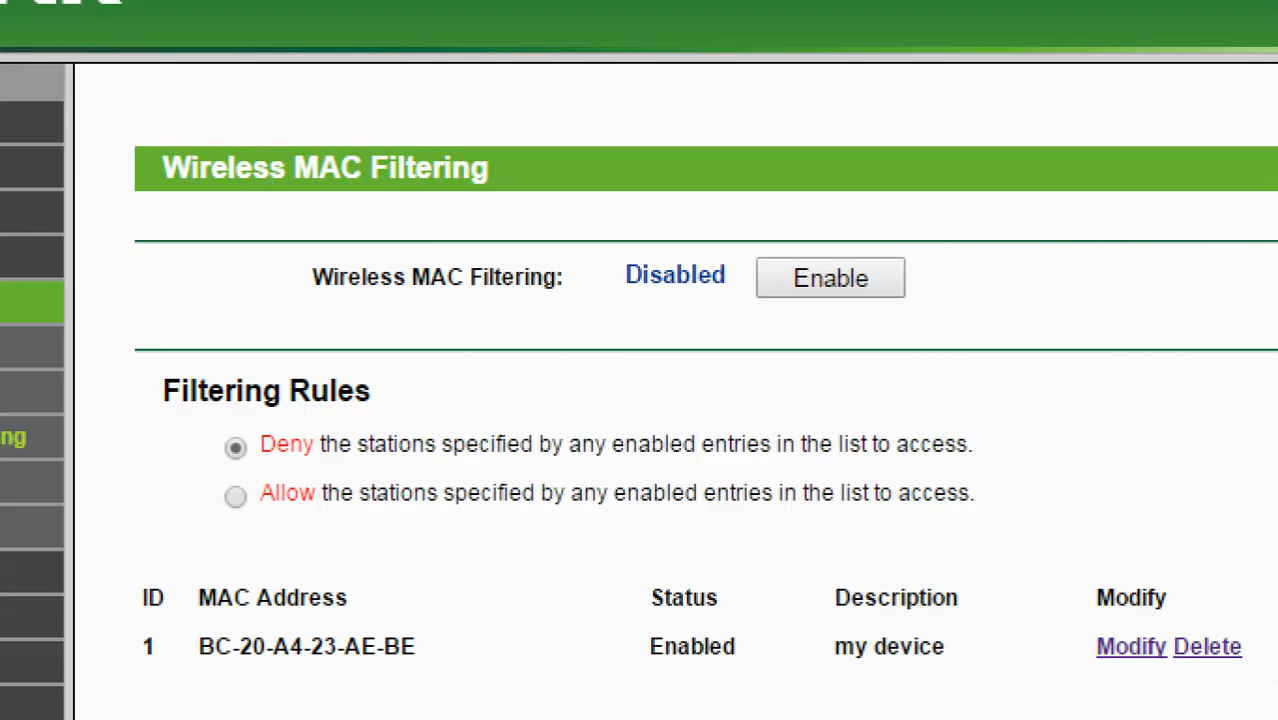 Wireless MAC Filtering
Wireless MAC Filtering: Disabled Enable
Filtering Rules
Deny the stations specified by any enabled entries in the list to access.
ng
Allow the stations specified by any enabled entries in the list to access.
ID MAC Address Status Description Modify
1 BC-20-A4-23-AE-BE Enabled my device Modify Delete